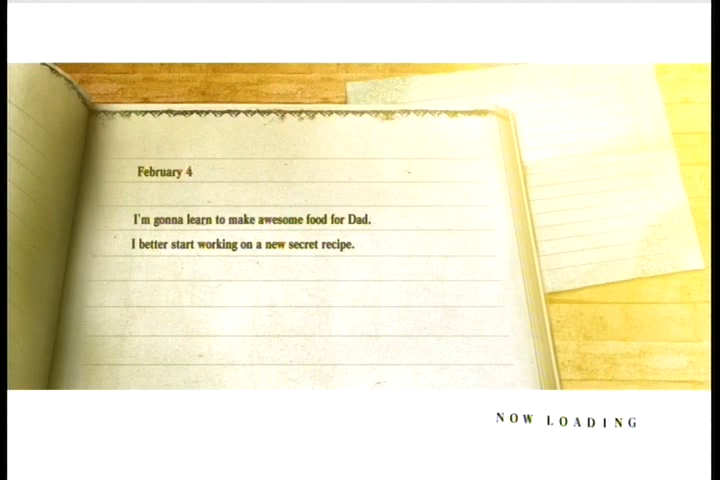 February 4
I'm gonna learn to make awesome food for Dad.
I better start working on a new secret recipe.
NOW LOADING